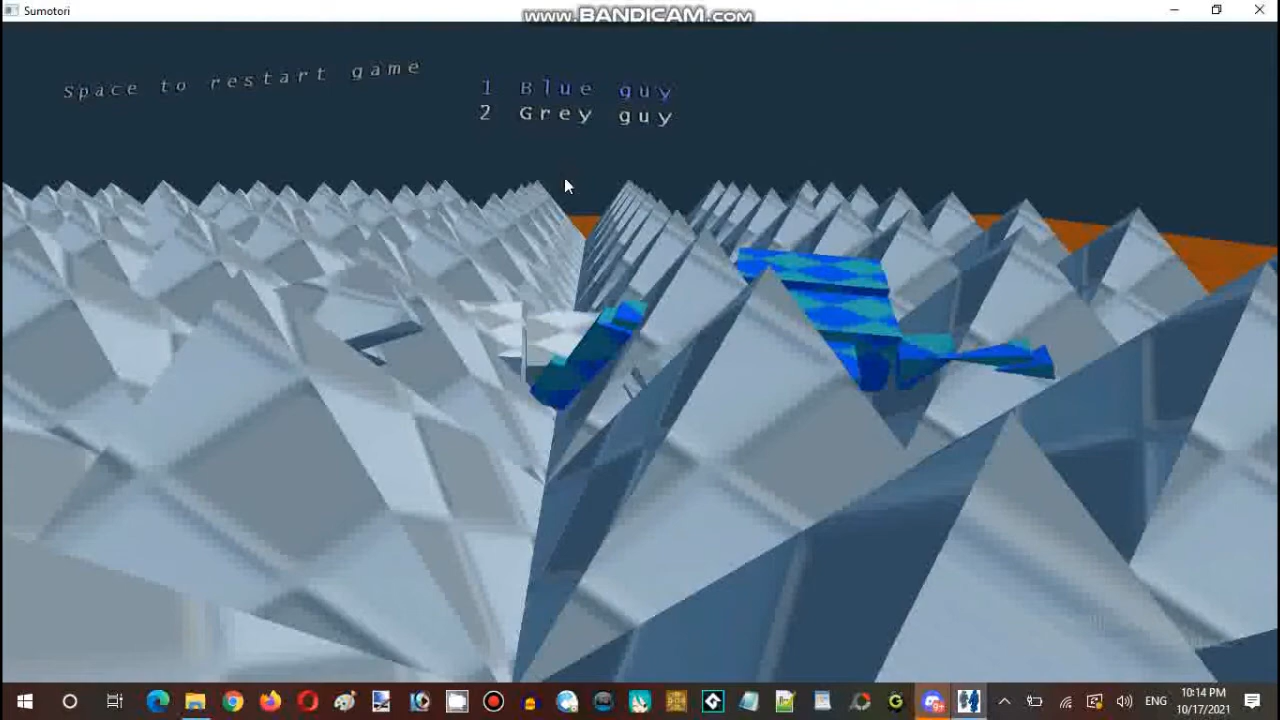 Sumotori
www.BANDICAM.com
Space to restart game
1 Blue guy
2 Grey guy
9+
ENG
10:14 PM
10/17/2021